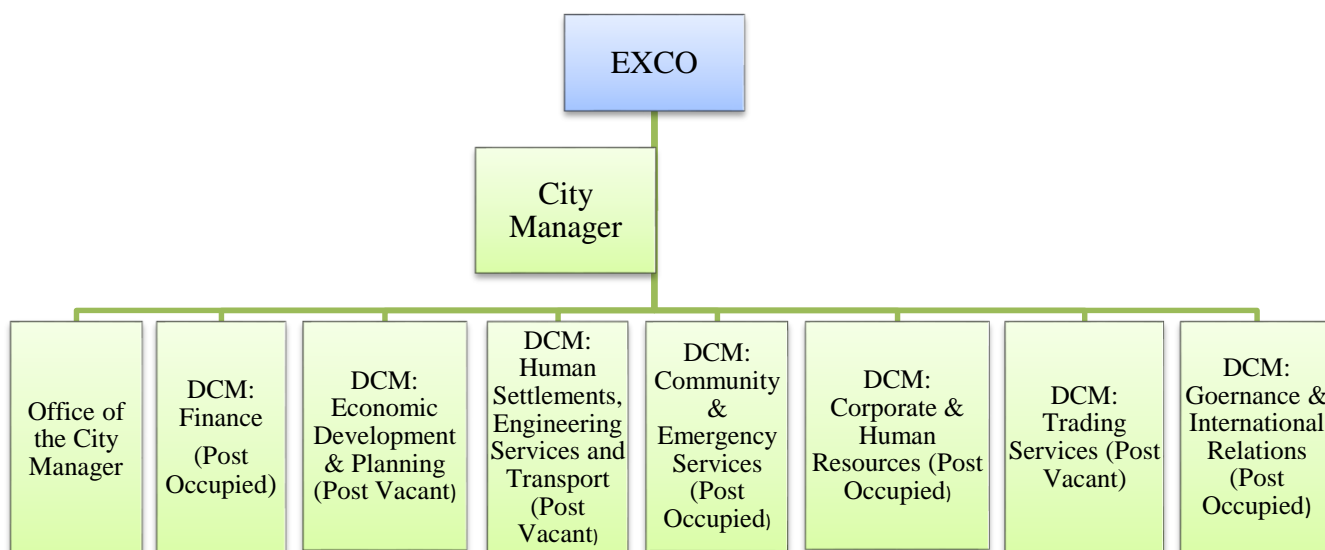 EXCO
City
Manager
Office of
the City
Manager
DCM:
Finance
(Post
Occupied)
DCM:
Economic
Development
& Planning
(Post Vacant)
DCM:
Human
Settlements,
Engineering
Services and
Transport
(Post
Vacant)
DCM:
Community
&
Emergency
Services
(Post
Occupied)
DCM:
Corporate &
Human
Resources (Post
Occupied)
DCM:
Trading
Services (Post
Vacant)
DCM:
Goernance &
International
Relations
(Post
Occupied)